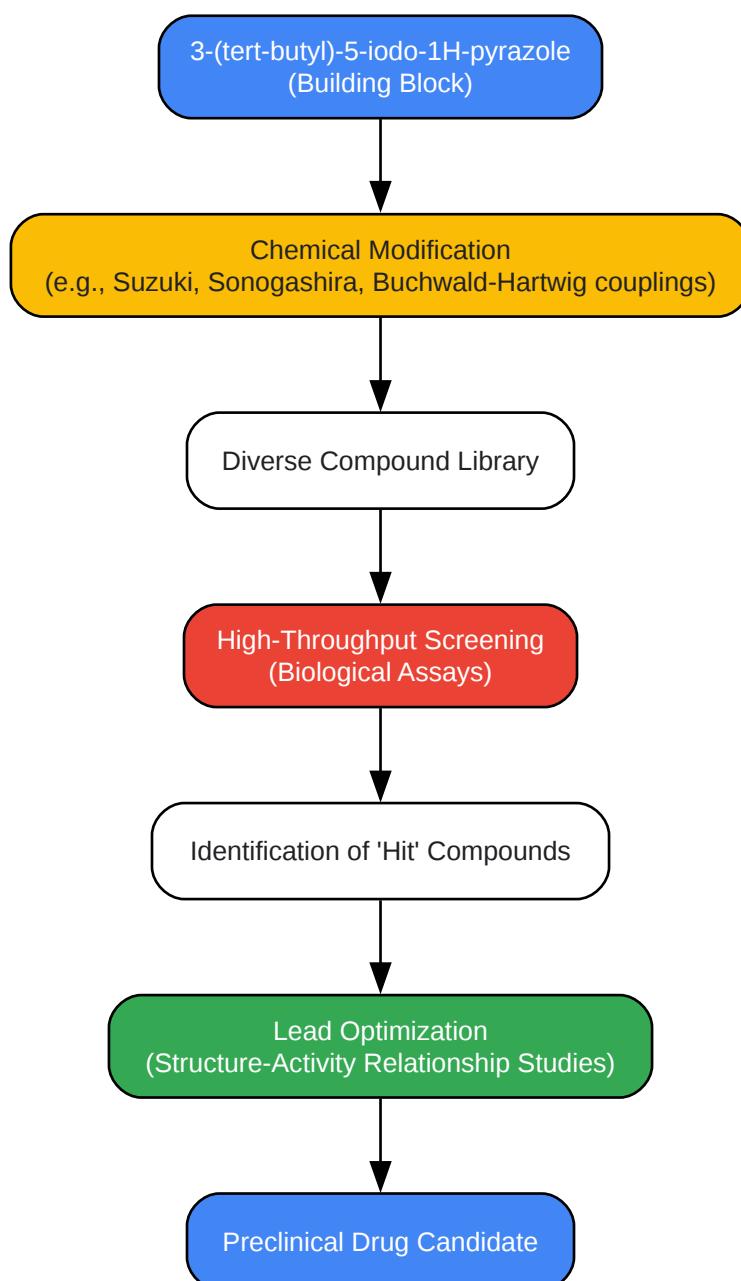 3-(tert-butyl)-5-iodo-1H-pyrazole
(Building Block)
Chemical Modification
(e.g., Suzuki, Sonogashira, Buchwald-Hartwig couplings)
Diverse Compound Library
High-Throughput Screening
(Biological Assays)
Identification of 'Hit' Compounds
Lead Optimization
(Structure-Activity Relationship Studies)
Preclinical Drug Candidate